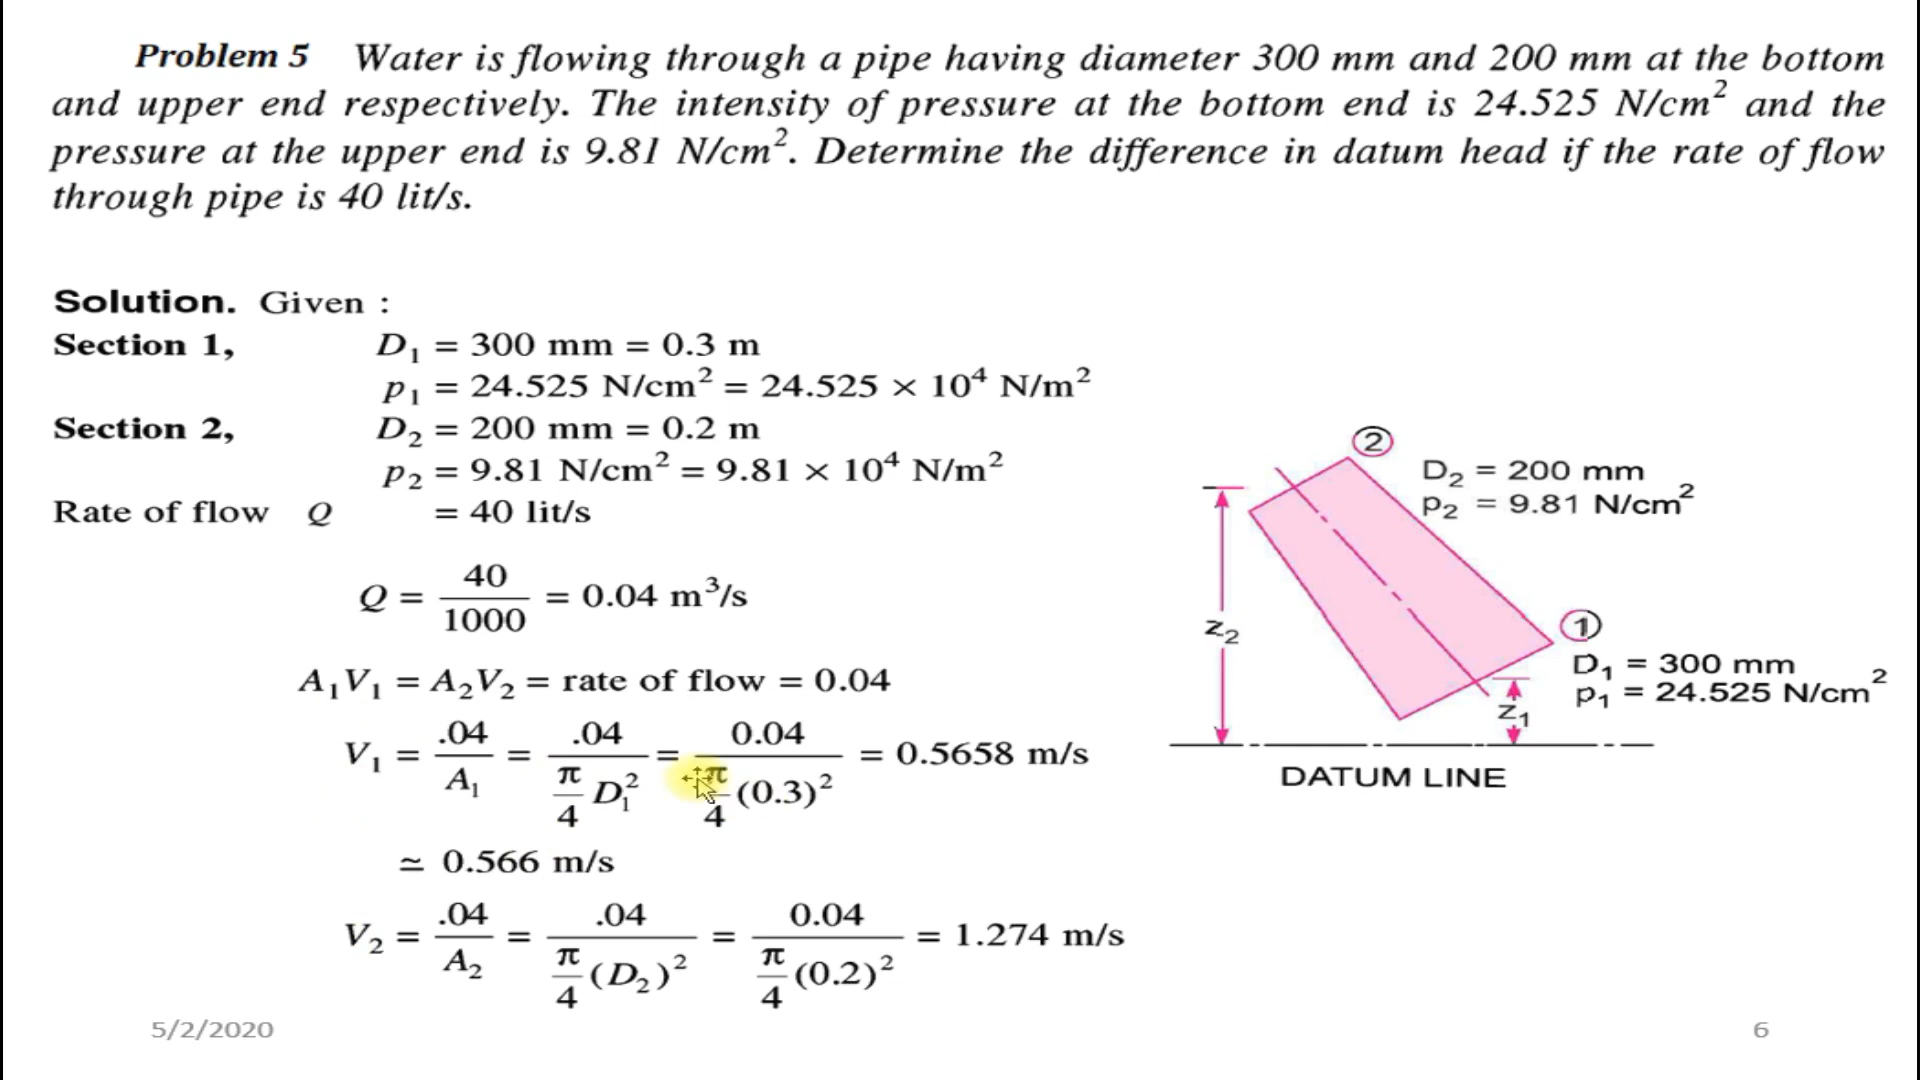 Problem 5 Water is flowing through a pipe having diameter 300 mm and 200 mm at the bottom
and upper end respectively. The intensity of pressure at the bottom end is 24.525 N/cm² and the
pressure at the upper end is 9.81 N/cm². Determine the difference in datum head if the rate of flow
through pipe is 40 lit/s.
Solution. Given :
Section 1, D₁ = 300 mm = 0.3 m
p₁ = 24.525 N/cm² = 24.525 × 10⁴ N/m²
Section 2, D₂ = 200 mm = 0.2 m
p₂ = 9.81 N/cm² = 9.81 × 10⁴ N/m²
Rate of flow Q = 40 lit/s
Q = 40/1000 = 0.04 m³/s
A₁V₁ = A₂V₂ = rate of flow = 0.04
V₁ = .04/A₁ = .04/(π/4 D₁²) = 0.04/(π/4 (0.3)²) = 0.5658 m/s
≃ 0.566 m/s
V₂ = .04/A₂ = .04/(π/4 (D₂)²) = 0.04/(π/4 (0.2)²) = 1.274 m/s
②
D₂ = 200 mm
p₂ = 9.81 N/cm²
z₂
①
D₁ = 300 mm
p₁ = 24.525 N/cm²
z₁
DATUM LINE
5/2/2020
6